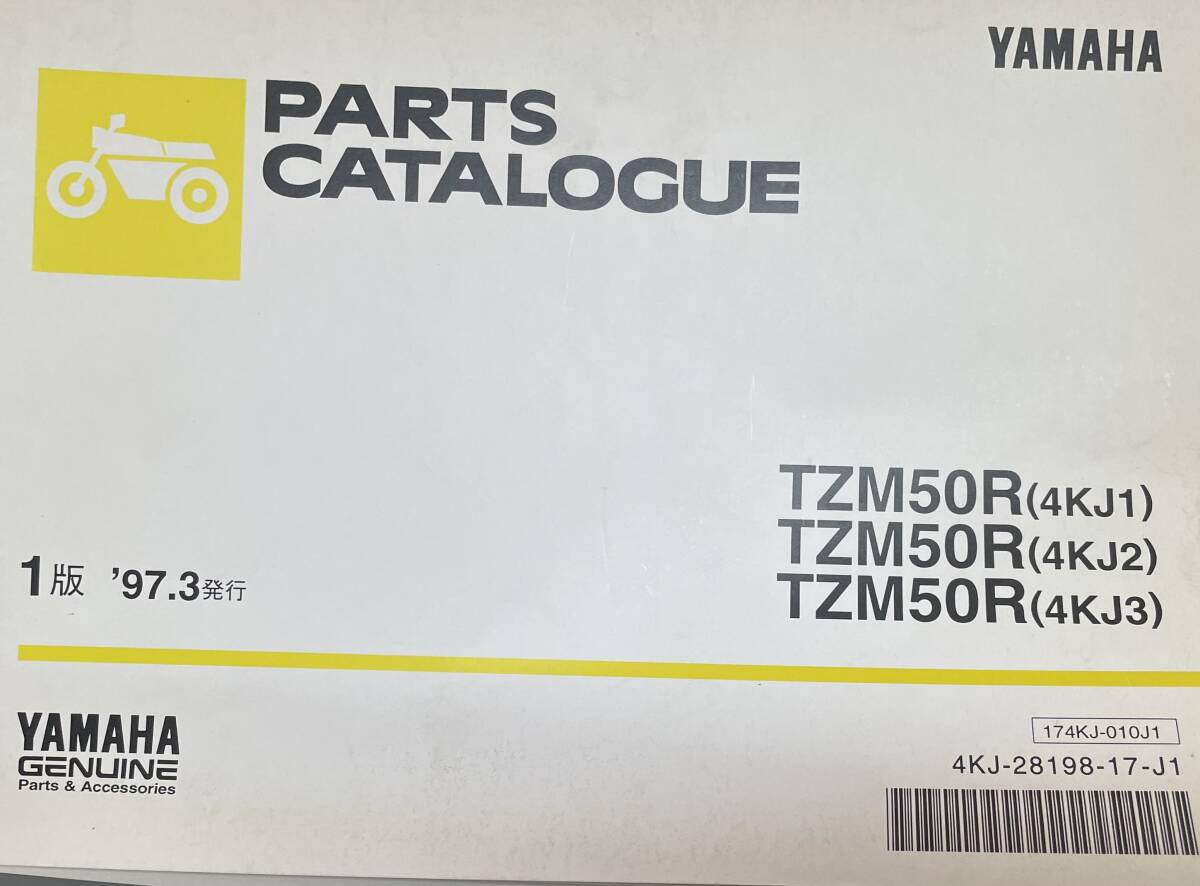 YAMAHA
PARTS
CATALOGUE
TZM50R(4KJ1)
TZM50R(4KJ2)
TZM50R(4KJ3)
1版 ’97.3発行
YAMAHA
GENUINE
Parts & Accessories
174KJ-010J1
4KJ-28198-17-J1